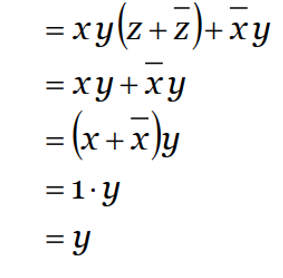 = xy(z + z̅) + x̅y
= xy + x̅y
= (x + x̅)y
= 1 · y
= y